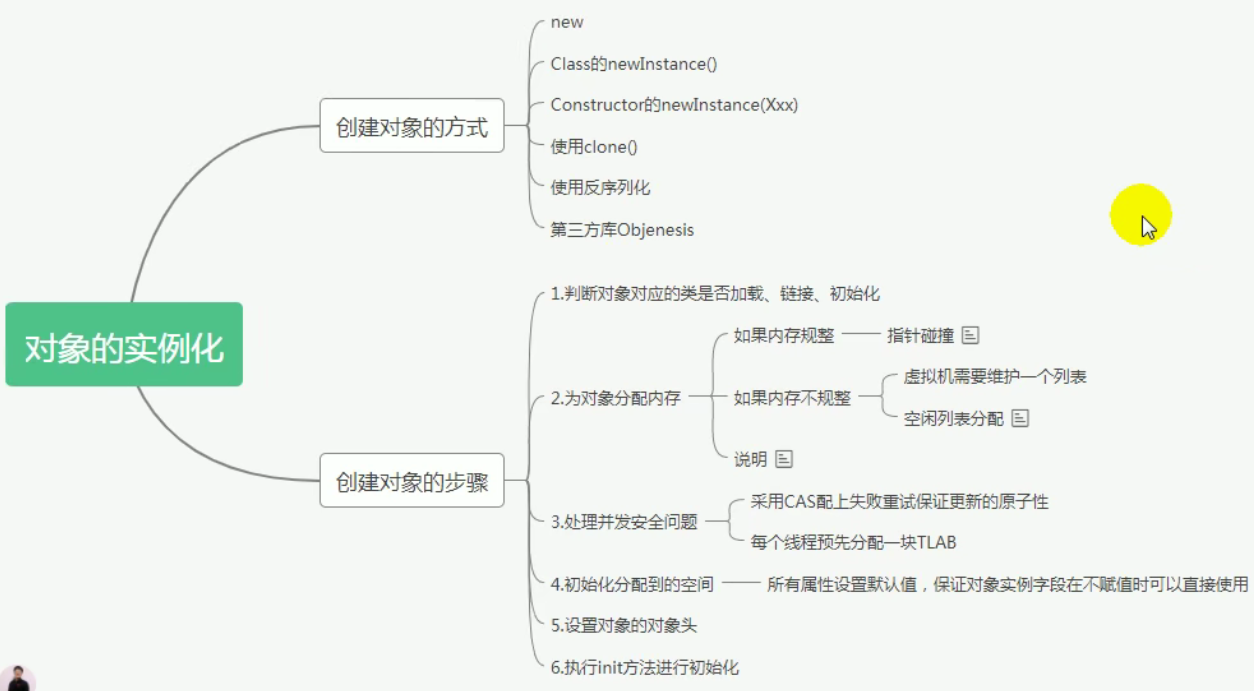 对象的实例化
创建对象的方式
new
Class的newInstance()
Constructor的newInstance(Xxx)
使用clone()
使用反序列化
第三方库Objenesis
创建对象的步骤
1.判断对象对应的类是否加载、链接、初始化
2.为对象分配内存
如果内存规整
指针碰撞
如果内存不规整
虚拟机需要维护一个列表
空闲列表分配
说明
3.处理并发安全问题
采用CAS配上失败重试保证更新的原子性
每个线程预先分配一块TLAB
4.初始化分配到的空间
所有属性设置默认值，保证对象实例字段在不赋值时可以直接使用
5.设置对象的对象头
6.执行init方法进行初始化